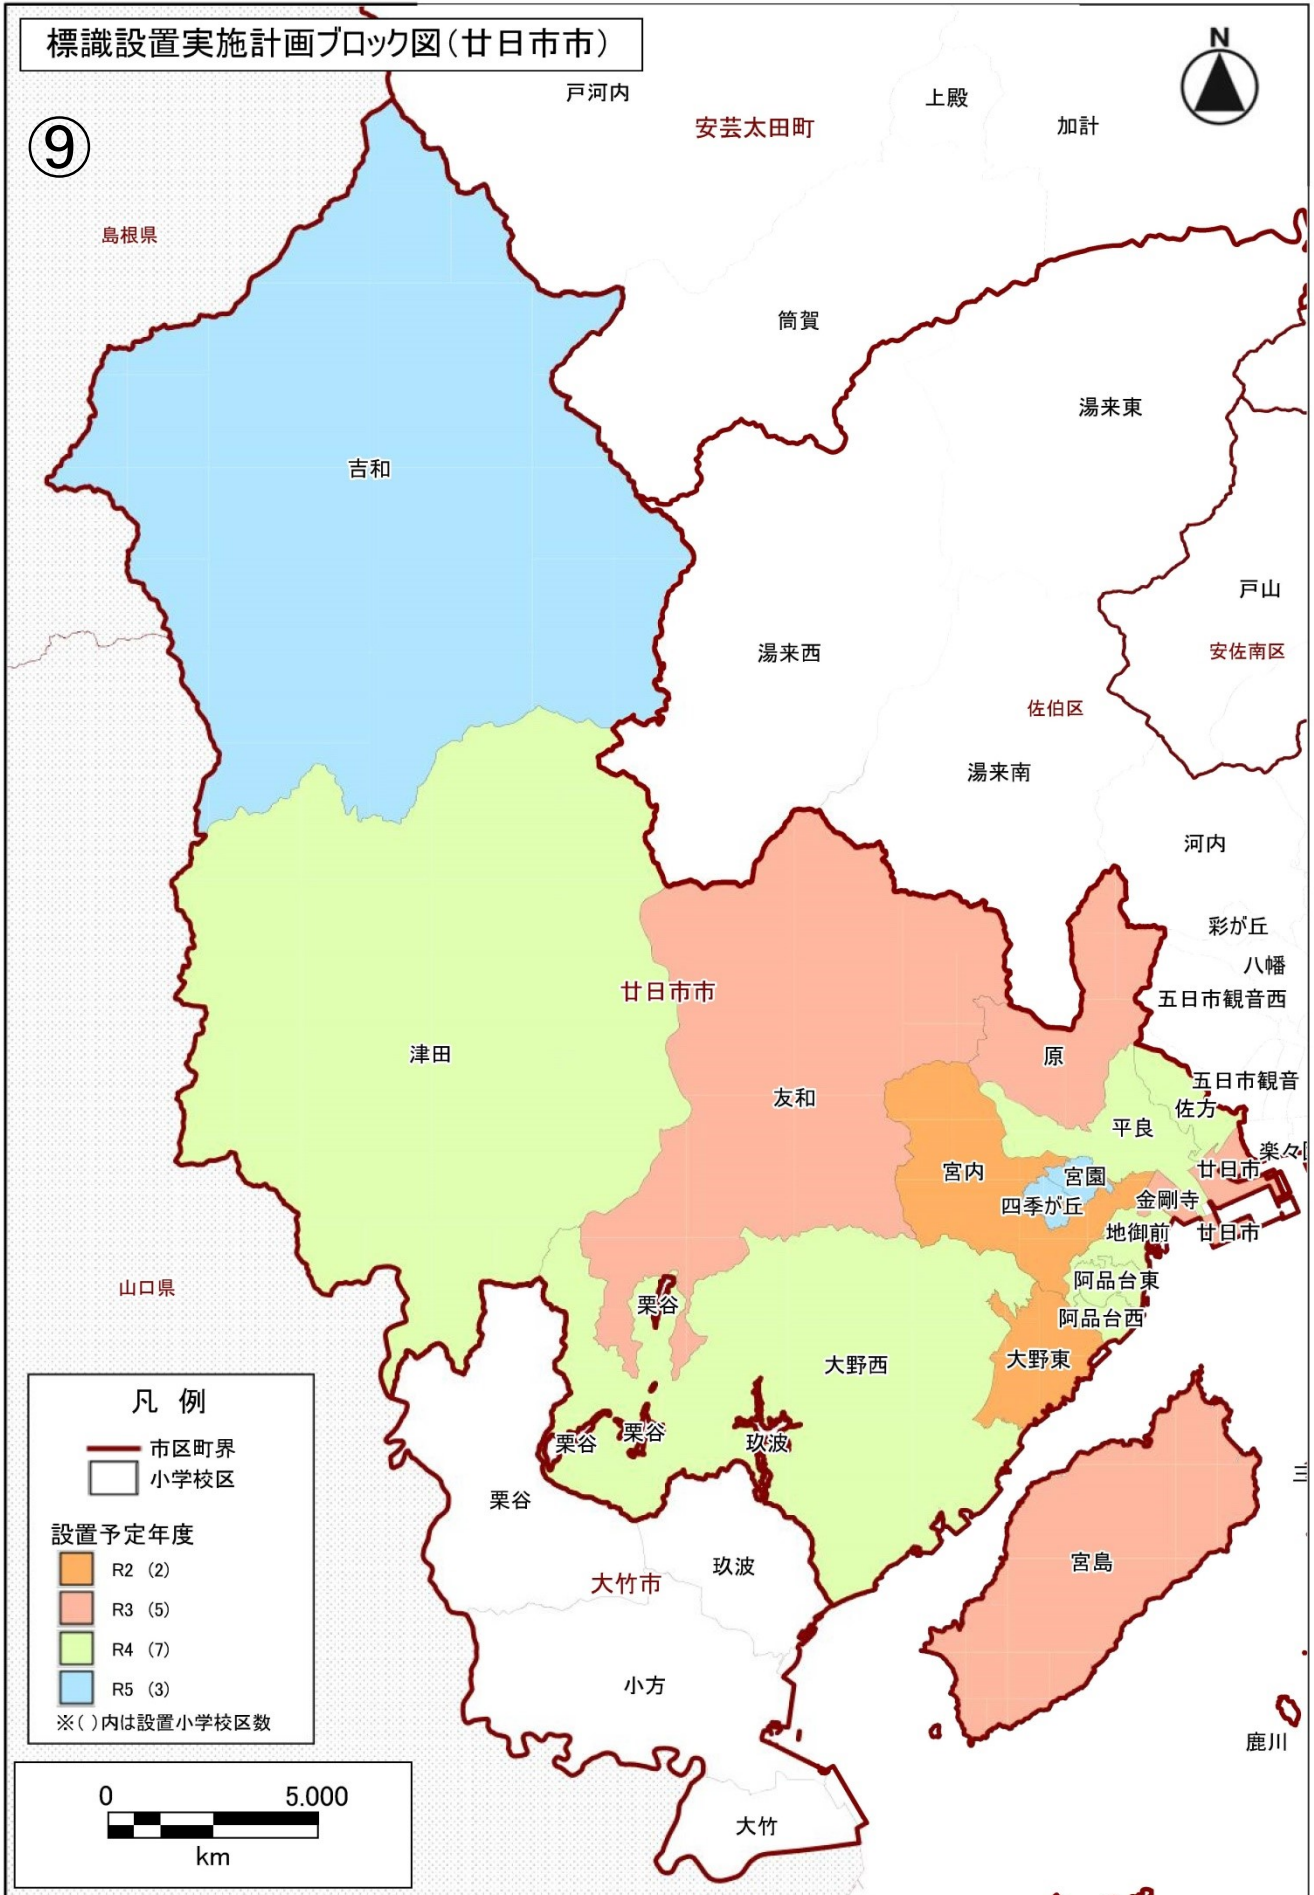 標識設置実施計画ブロック図(廿日市市)
N
⑨
戸河内
上殿
安芸太田町
加計
島根県
筒賀
湯来東
吉和
戸山
湯来西
安佐南区
佐伯区
湯来南
河内
彩が丘
八幡
廿日市市
五日市観音西
津田
原
五日市観音
友和
佐方
平良
楽々
宮内
宮園
廿日市
四季が丘
金剛寺
地御前
廿日市
阿品台東
山口県
栗谷
阿品台西
大野東
大野西
栗谷
栗谷
玖波
栗谷
宮島
玖波
大竹市
小方
鹿川
大竹
凡 例
市区町界
小学校区
設置予定年度
R2 (2)
R3 (5)
R4 (7)
R5 (3)
※( )内は設置小学校区数
0 5.000
km